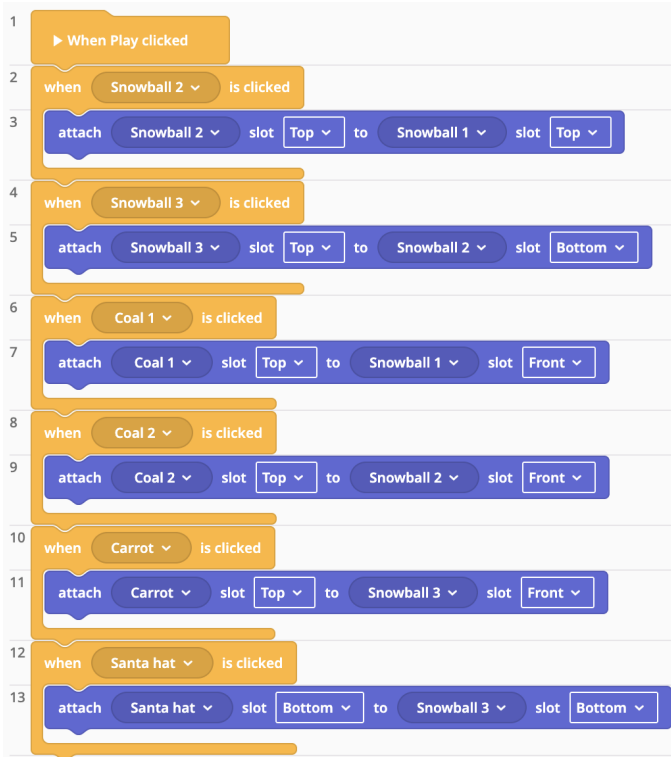 1
When Play clicked
2
when Snowball 2 is clicked
3
attach Snowball 2 slot Top to Snowball 1 slot Top
4
when Snowball 3 is clicked
5
attach Snowball 3 slot Top to Snowball 2 slot Bottom
6
when Coal 1 is clicked
7
attach Coal 1 slot Top to Snowball 1 slot Front
8
when Coal 2 is clicked
9
attach Coal 2 slot Top to Snowball 2 slot Front
10
when Carrot is clicked
11
attach Carrot slot Top to Snowball 3 slot Front
12
when Santa hat is clicked
13
attach Santa hat slot Bottom to Snowball 3 slot Bottom